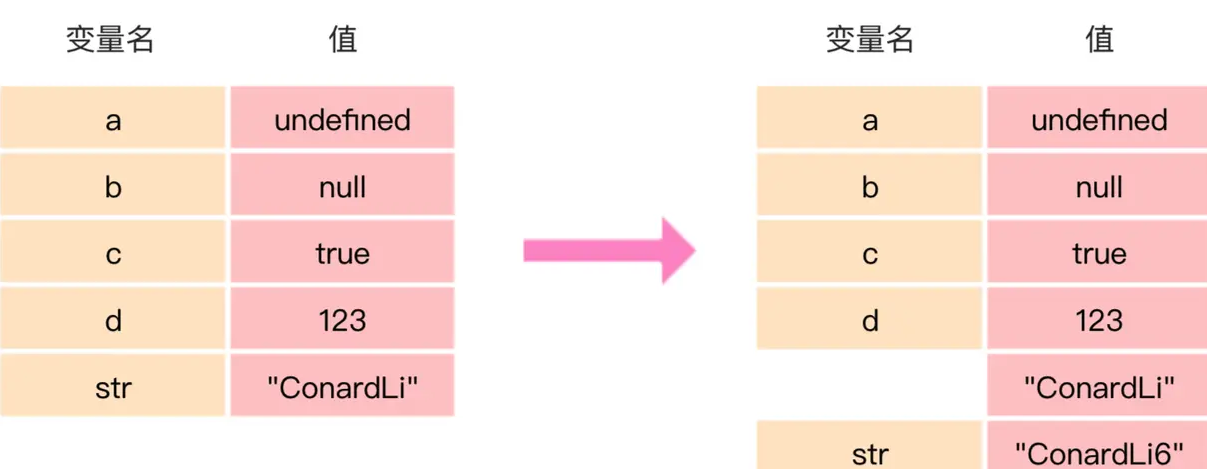 变量名 值 变量名 值
a undefined a undefined
b null b null
c true c true
d 123 d 123
str "ConardLi" "ConardLi"
str "ConardLi6"